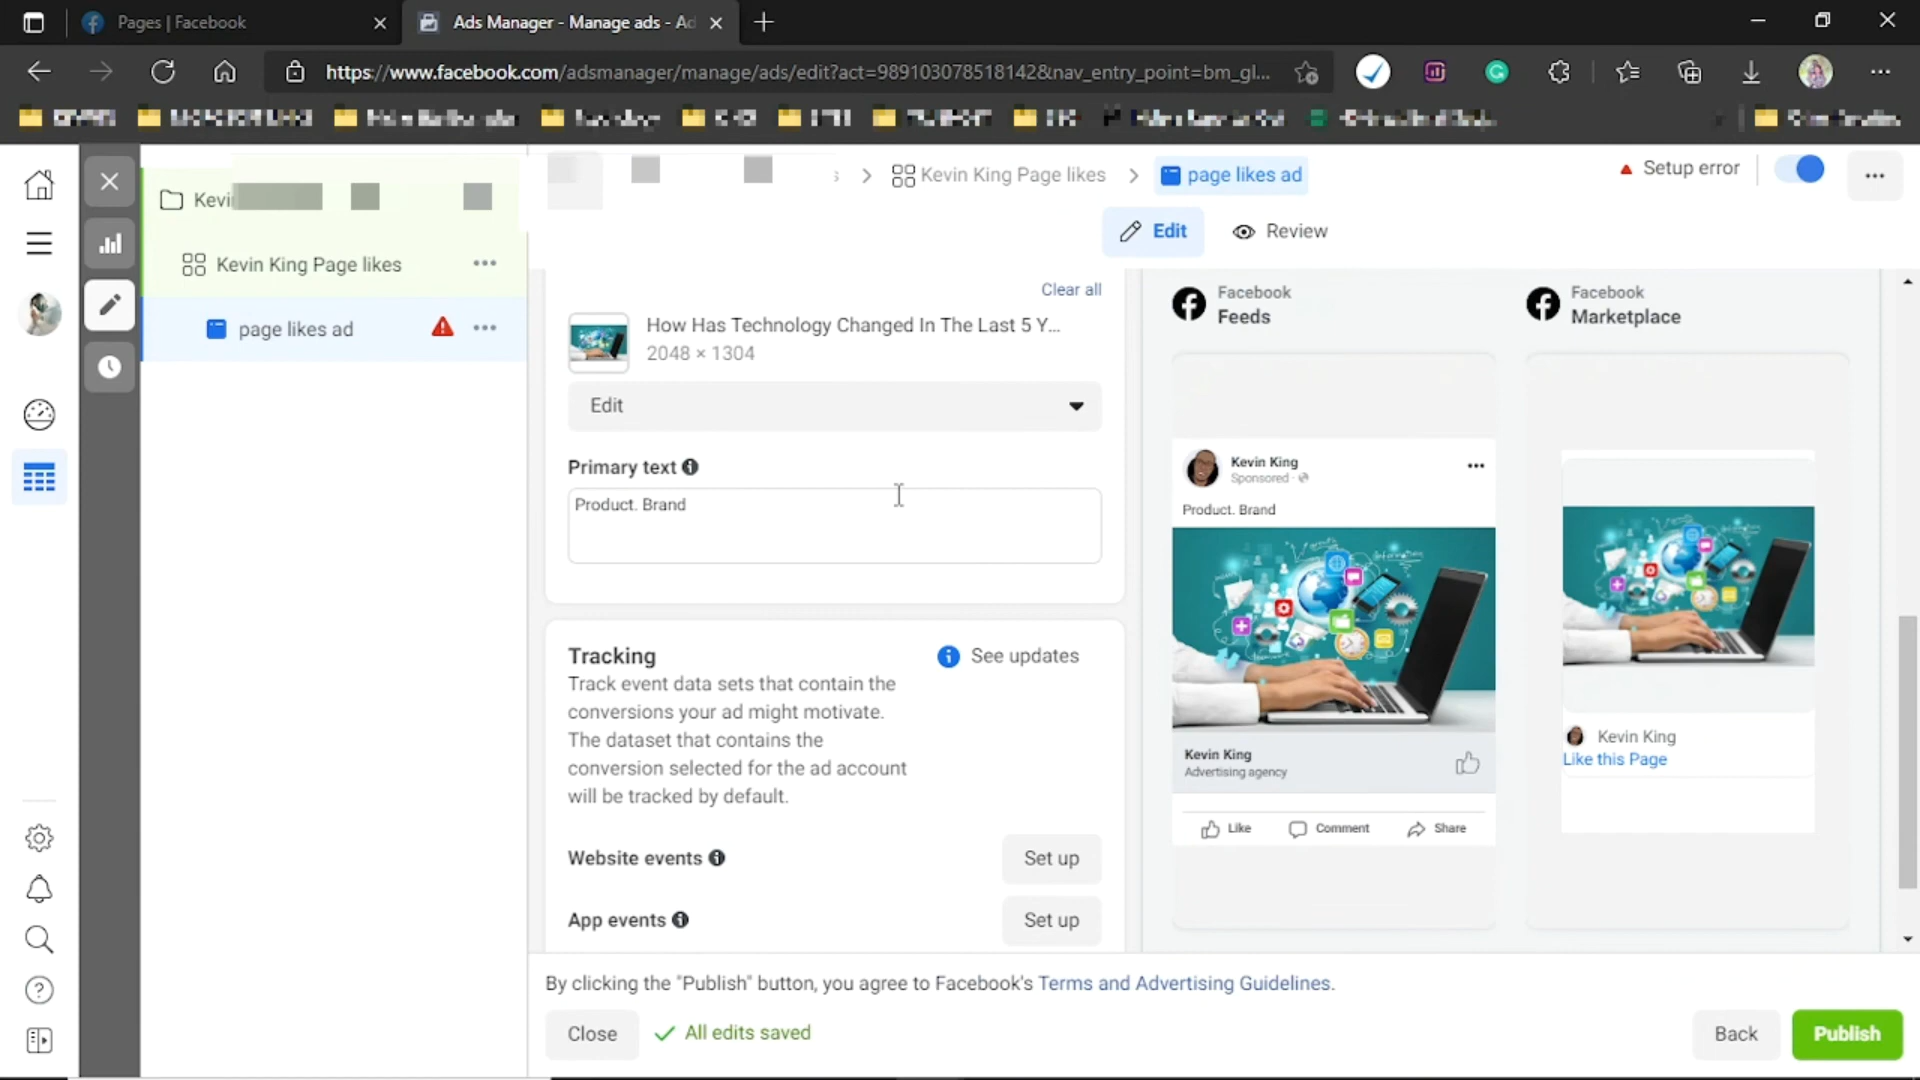 Pages | Facebook
Ads Manager - Manage ads - Ad
https://www.facebook.com/adsmanager/manage/ads/edit?act=989103078518142&nav_entry_point=bm_gl...
Kevin King Page likes
page likes ad
Setup error
Edit
Review
Kevin King Page likes
page likes ad
Clear all
How Has Technology Changed In The Last 5 Y...
2048 × 1304
Edit
Primary text
Product. Brand
Tracking
See updates
Track event data sets that contain the
conversions your ad might motivate.
The dataset that contains the
conversion selected for the ad account
will be tracked by default.
Website events
Set up
App events
Set up
Facebook
Feeds
Kevin King
Sponsored ·
Product. Brand
Kevin King
Advertising agency
Like
Comment
Share
Facebook
Marketplace
Kevin King
Like this Page
By clicking the "Publish" button, you agree to Facebook's Terms and Advertising Guidelines.
Close
All edits saved
Back
Publish